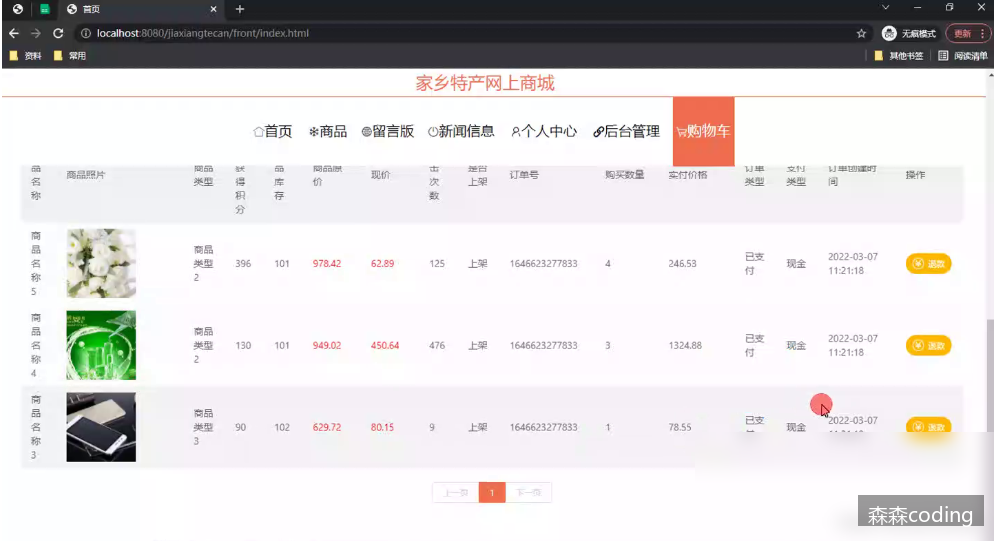 首页
localhost:8080/jiaxiangtecan/front/index.html
无痕模式
更新
资料
常用
其他书签
阅读清单
家乡特产网上商城
首页
商品
留言版
新闻信息
个人中心
后台管理
购物车
品名称
商品照片
商品类型
获得积分
品库存
商品原价
现价
击次数
是否上架
订单号
购买数量
实付价格
订单类型
支付类型
订单创建时间
操作
商品名称5
商品类型2
396
101
978.42
62.89
125
上架
1646623277833
4
246.53
已支付
现金
2022-03-07 11:21:18
退款
商品名称4
商品类型2
130
101
949.02
450.64
476
上架
1646623277833
3
1324.88
已支付
现金
2022-03-07 11:21:18
退款
商品名称3
商品类型3
90
102
629.72
80.15
9
上架
1646623277833
1
78.55
已支
现金
2022-03-07
退款
上一页
1
下一页
森森coding